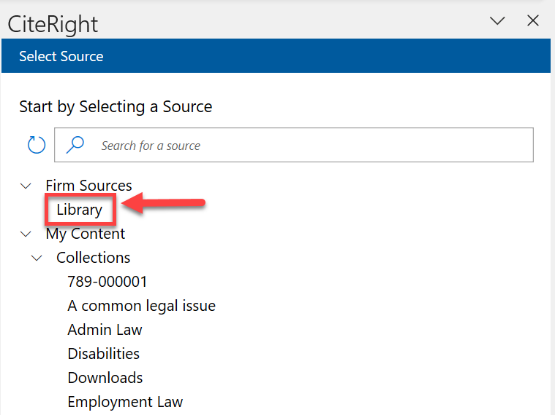 CiteRight
Select Source
Start by Selecting a Source
Search for a source
Firm Sources
Library
My Content
Collections
789-000001
A common legal issue
Admin Law
Disabilities
Downloads
Employment Law